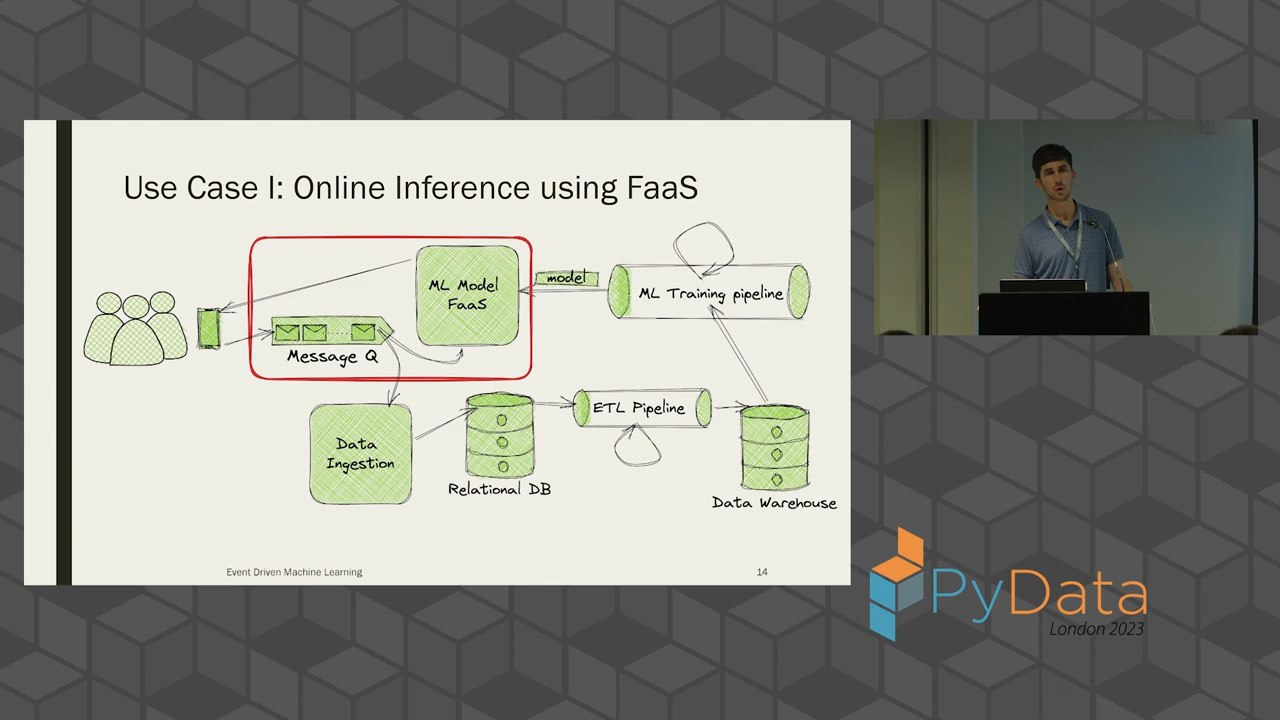 Use Case I: Online Inference using FaaS
ML Model
FaaS
model
ML Training pipeline
Message Q
Data
Ingestion
Relational DB
ETL Pipeline
Data Warehouse
Event Driven Machine Learning
14
PyData
London 2023